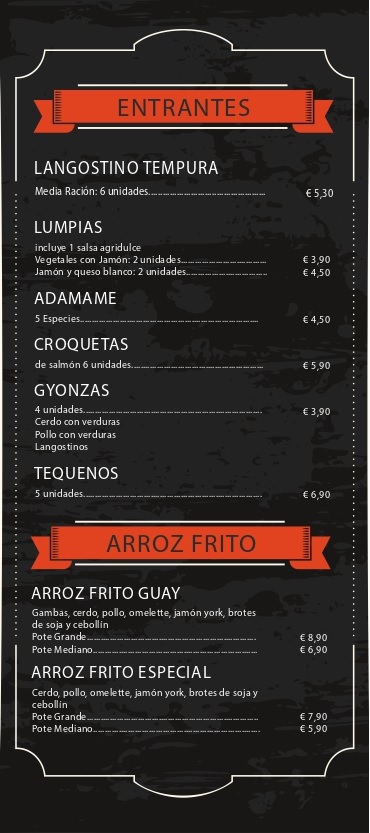 ENTRANTES
LANGOSTINO TEMPURA
Media Ración: 6 unidades................................................ € 5,30
LUMPIAS
incluye 1 salsa agridulce
Vegetales con Jamón: 2 unidades................................... € 3,90
Jamón y queso blanco: 2 unidades................................. € 4,50
ADAMAME
5 Especies........................................................................ € 4,50
CROQUETAS
de salmón 6 unidades...................................................... € 5,90
GYONZAS
4 unidades......................................................................... € 3,90
Cerdo con verduras
Pollo con verduras
Langostinos
TEQUENOS
5 unidades......................................................................... € 6,90
ARROZ FRITO
ARROZ FRITO GUAY
Gambas, cerdo, pollo, omelette, jamón york, brotes
de soja y cebollín
Pote Grande..................................................................... € 8,90
Pote Mediano................................................................... € 6,90
ARROZ FRITO ESPECIAL
Cerdo, pollo, omelette, jamón york, brotes de soja y
cebollín
Pote Grande..................................................................... € 7,90
Pote Mediano................................................................... € 5,90